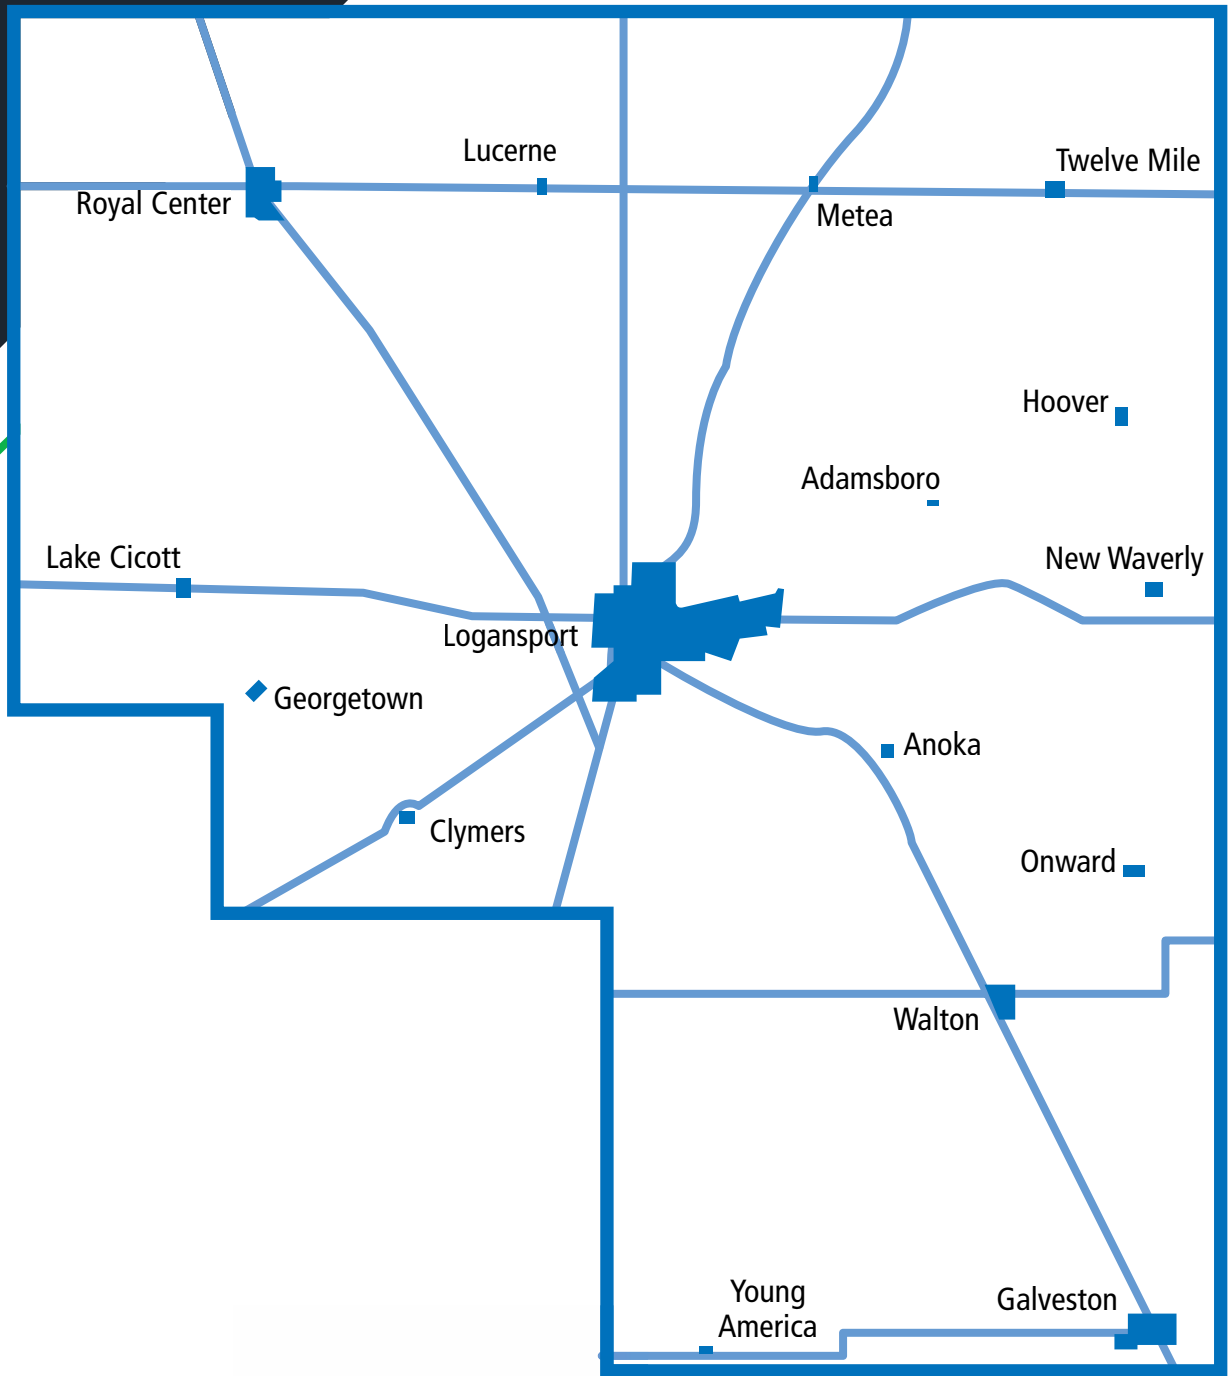 Lucerne
Twelve Mile
Royal Center
Metea
Hoover
Adamsboro
Lake Cicott
New Waverly
Logansport
Georgetown
Anoka
Clymers
Onward
Walton
Young
America
Galveston